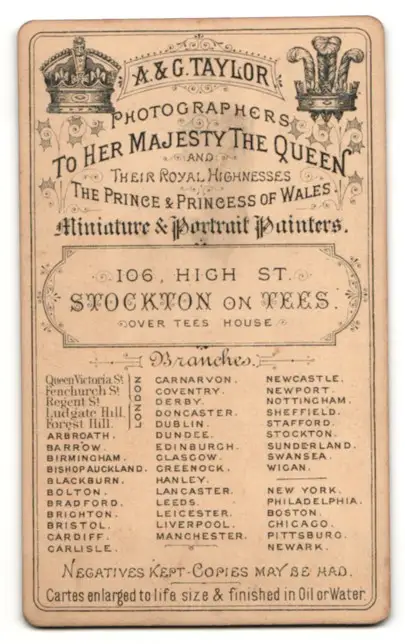 A. & G. TAYLOR
PHOTOGRAPHERS
TO HER MAJESTY THE QUEEN
AND
THEIR ROYAL HIGHNESSES
THE PRINCE & PRINCESS OF WALES.
Miniature & Portrait Painters.
106, HIGH ST.
STOCKTON ON TEES.
OVER TEES HOUSE
Branches.
Queen Victoria St
Fenchurch St
Regent St
Ludgate Hill.
Forest Hill.
LONDON
ARBROATH.
BARROW.
BIRMINGHAM.
BISHOP AUCKLAND.
BLACKBURN.
BOLTON.
BRADFORD.
BRIGHTON.
BRISTOL.
CARDIFF.
CARLISLE.
CARNARVON.
COVENTRY.
DERBY.
DONCASTER.
DUBLIN.
DUNDEE.
EDINBURGH.
GLASGOW.
GREENOCK.
HANLEY.
LANCASTER.
LEEDS.
LEICESTER.
LIVERPOOL.
MANCHESTER.
NEWCASTLE.
NEWPORT.
NOTTINGHAM.
SHEFFIELD.
STAFFORD.
STOCKTON.
SUNDERLAND.
SWANSEA.
WIGAN.
NEW YORK.
PHILADELPHIA.
BOSTON.
CHICAGO.
PITTSBURG.
NEWARK.
NEGATIVES KEPT-COPIES MAY BE HAD.
Cartes enlarged to life size & finished in Oil or Water.